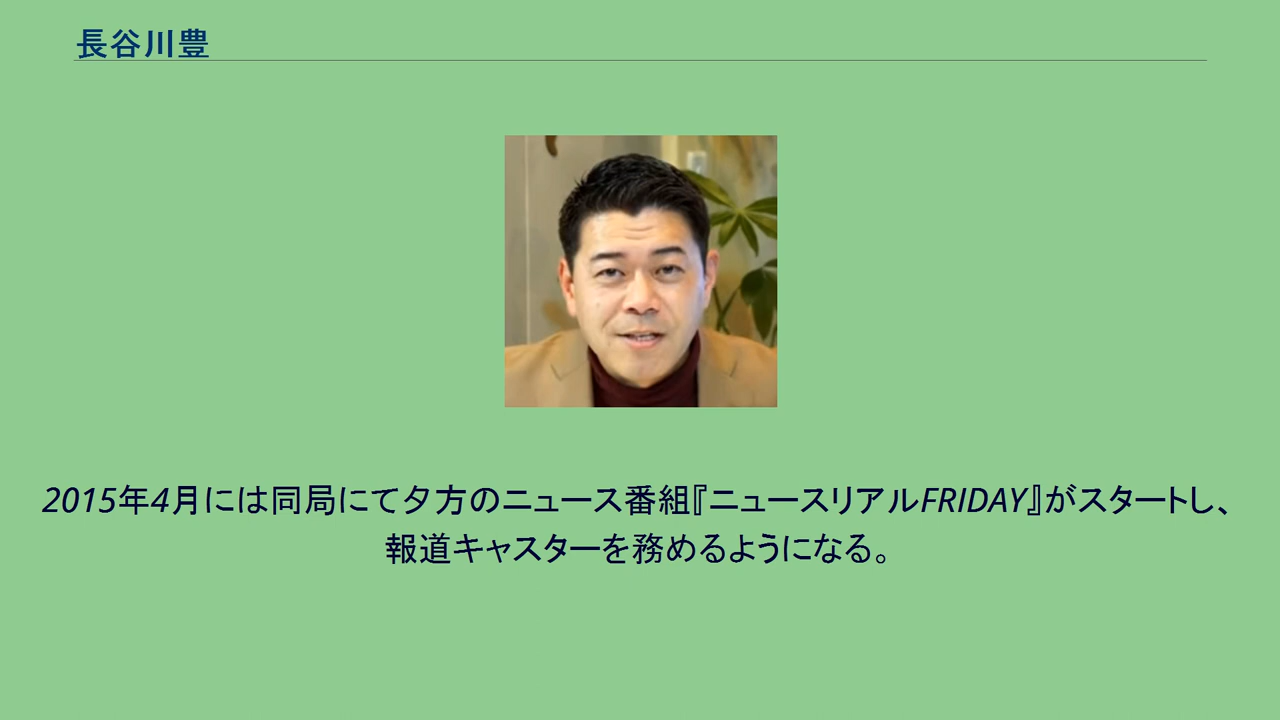 長谷川豊
2015年4月には同局にて夕方のニュース番組『ニュースリアルFRIDAY』がスタートし、
報道キャスターを務めるようになる。